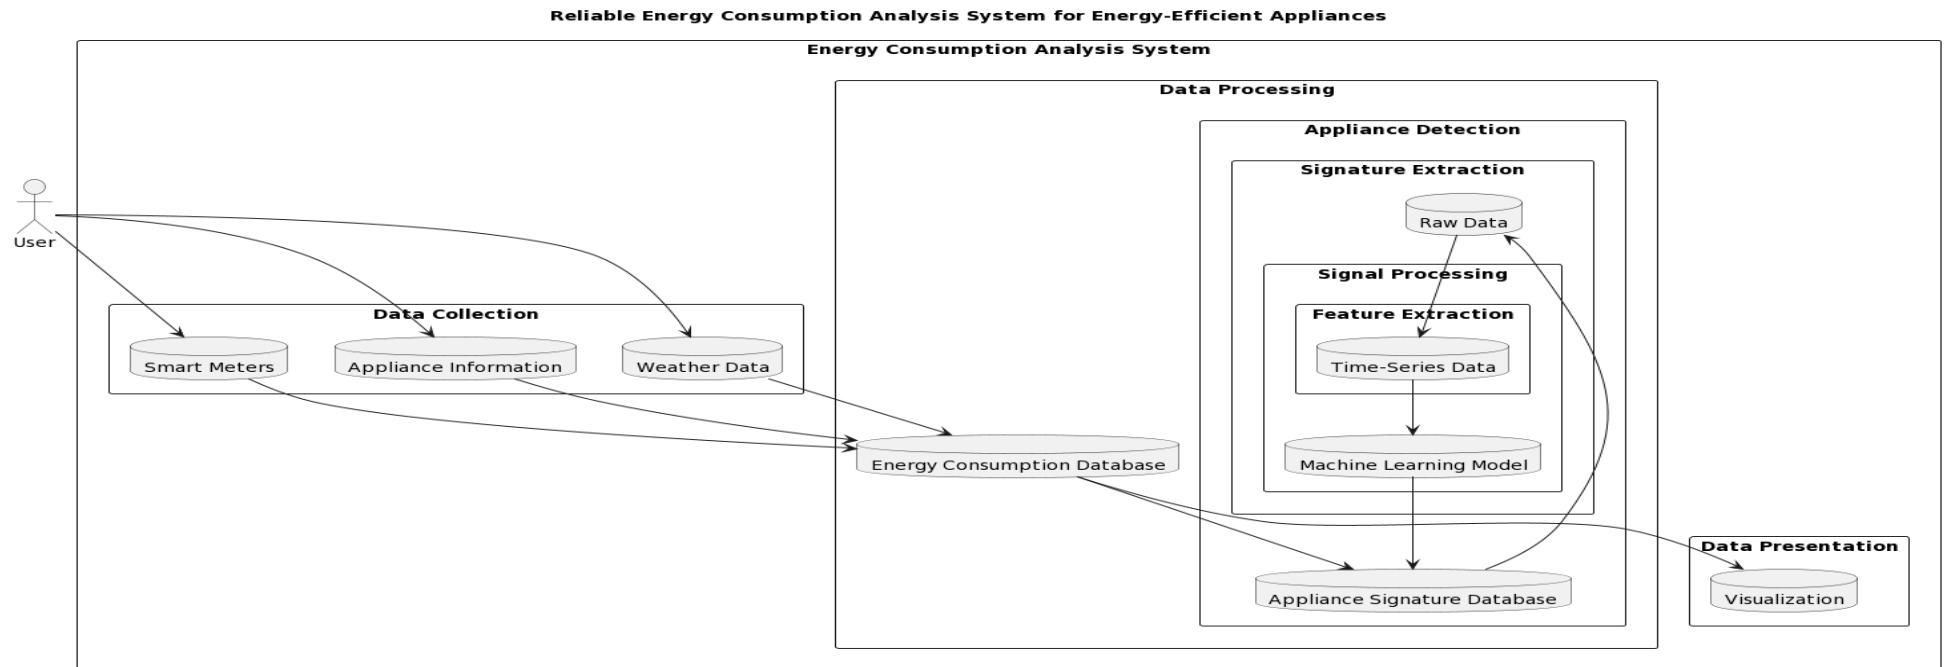 Reliable Energy Consumption Analysis System for Energy-Efficient Appliances
Energy Consumption Analysis System
Data Processing
Appliance Detection
Signature Extraction
Raw Data
User
Signal Processing
Data Collection
Feature Extraction
Smart Meters
Appliance Information
Weather Data
Time-Series Data
Energy Consumption Database
Machine Learning Model
Data Presentation
Appliance Signature Database
Visualization